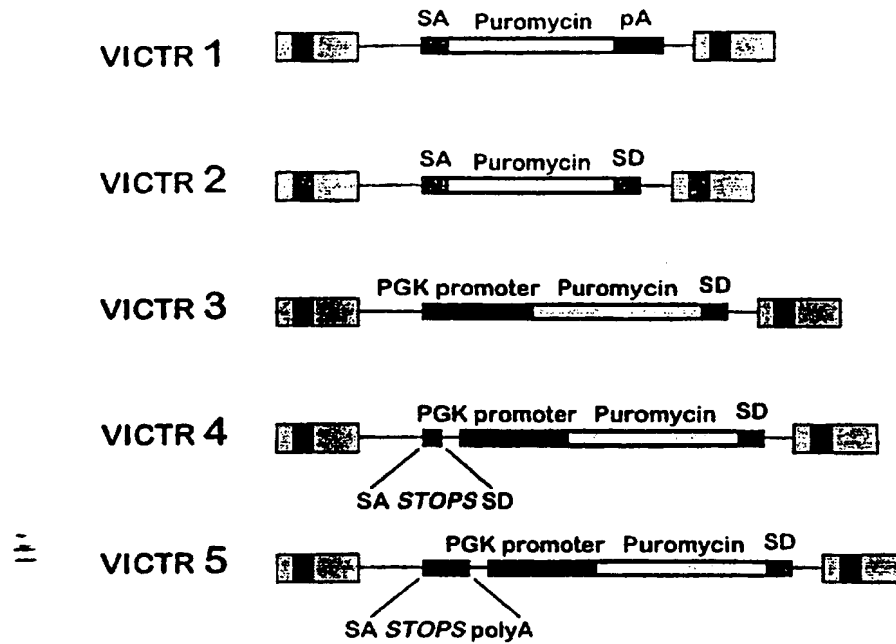 SA Puromycin pA
VICTR 1
SA Puromycin SD
VICTR 2
PGK promoter Puromycin SD
VICTR 3
PGK promoter Puromycin SD
VICTR 4
SA STOPS SD
PGK promoter Puromycin SD
VICTR 5
SA STOPS polyA